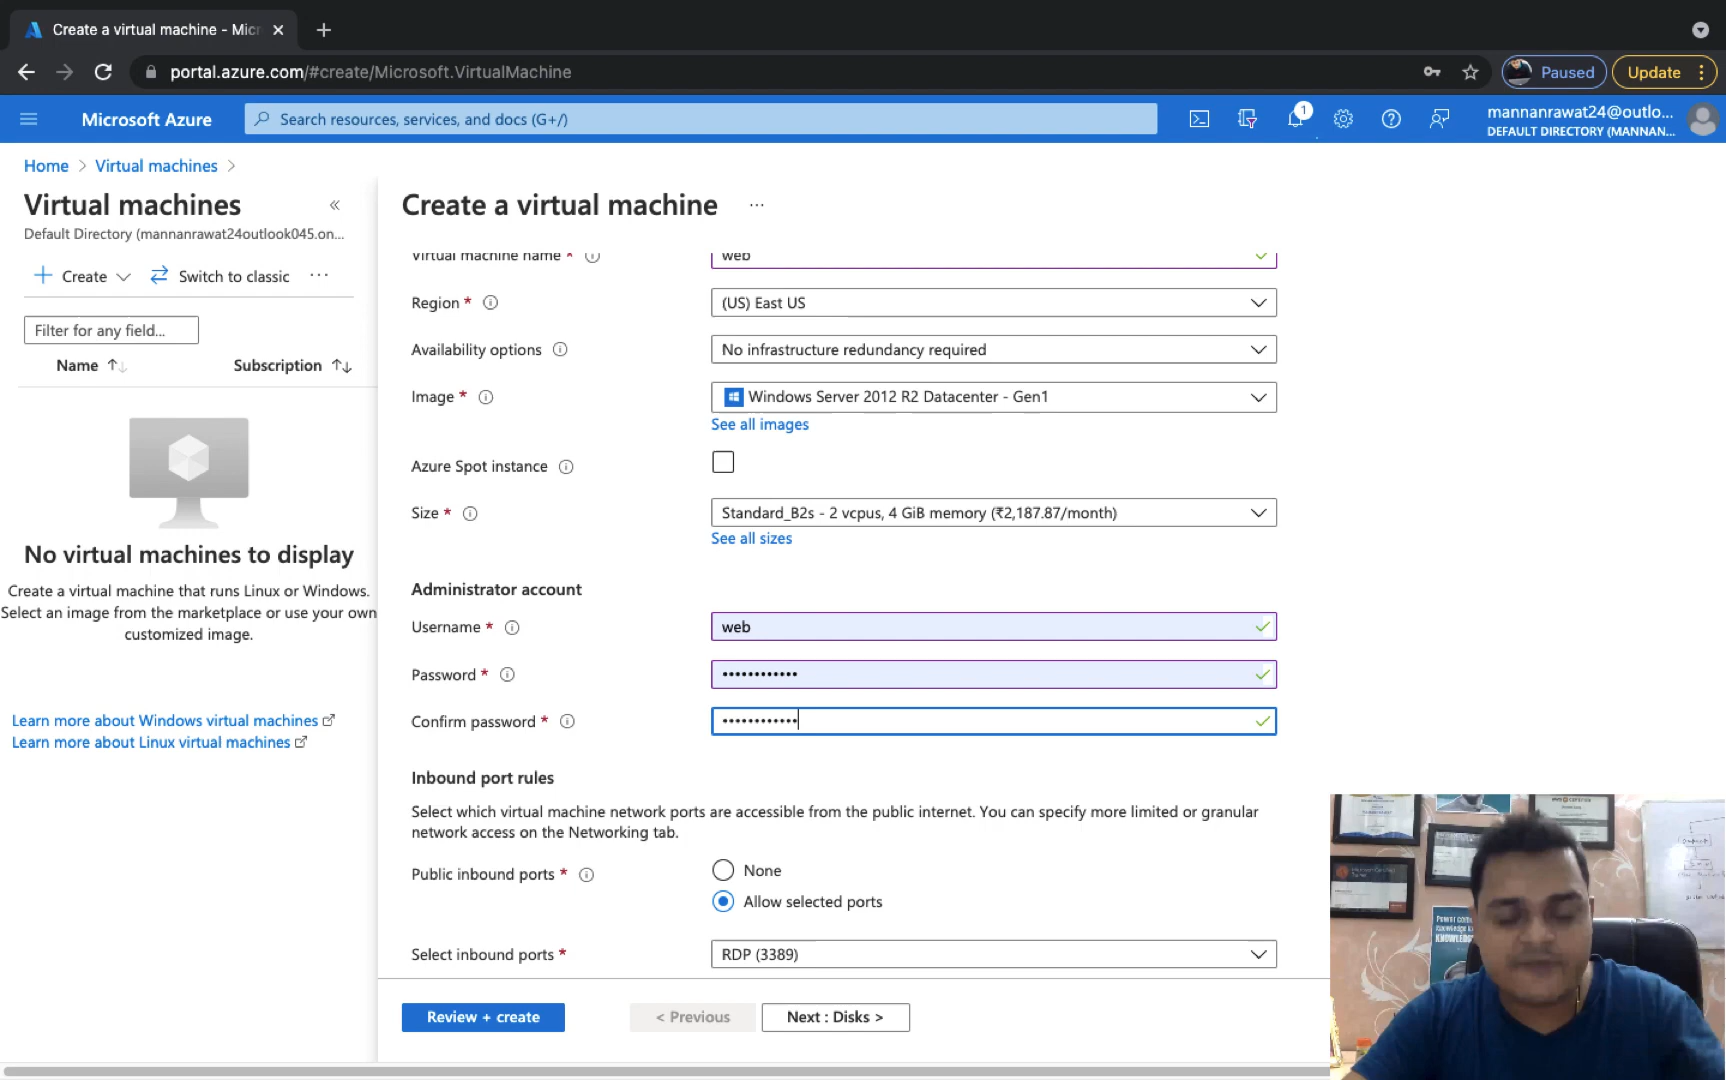 Create a virtual machine - Micr
portal.azure.com/#create/Microsoft.VirtualMachine
Paused
Update
Microsoft Azure
Search resources, services, and docs (G+/)
1
mannanrawat24@outlo...
DEFAULT DIRECTORY (MANNAN...
Home > Virtual machines >
Virtual machines
Default Directory (mannanrawat24outlook045.on...
Create
Switch to classic
Filter for any field...
Name
Subscription
No virtual machines to display
Create a virtual machine that runs Linux or Windows.
Select an image from the marketplace or use your own
customized image.
Learn more about Windows virtual machines
Learn more about Linux virtual machines
Create a virtual machine
Virtual machine name *
web
Region *
(US) East US
Availability options
No infrastructure redundancy required
Image *
Windows Server 2012 R2 Datacenter - Gen1
See all images
Azure Spot instance
Size *
Standard_B2s - 2 vcpus, 4 GiB memory (₹2,187.87/month)
See all sizes
Administrator account
Username *
web
Password *
••••••••••••
Confirm password *
••••••••••••
Inbound port rules
Select which virtual machine network ports are accessible from the public internet. You can specify more limited or granular
network access on the Networking tab.
Public inbound ports *
None
Allow selected ports
Select inbound ports *
RDP (3389)
Review + create
< Previous
Next : Disks >